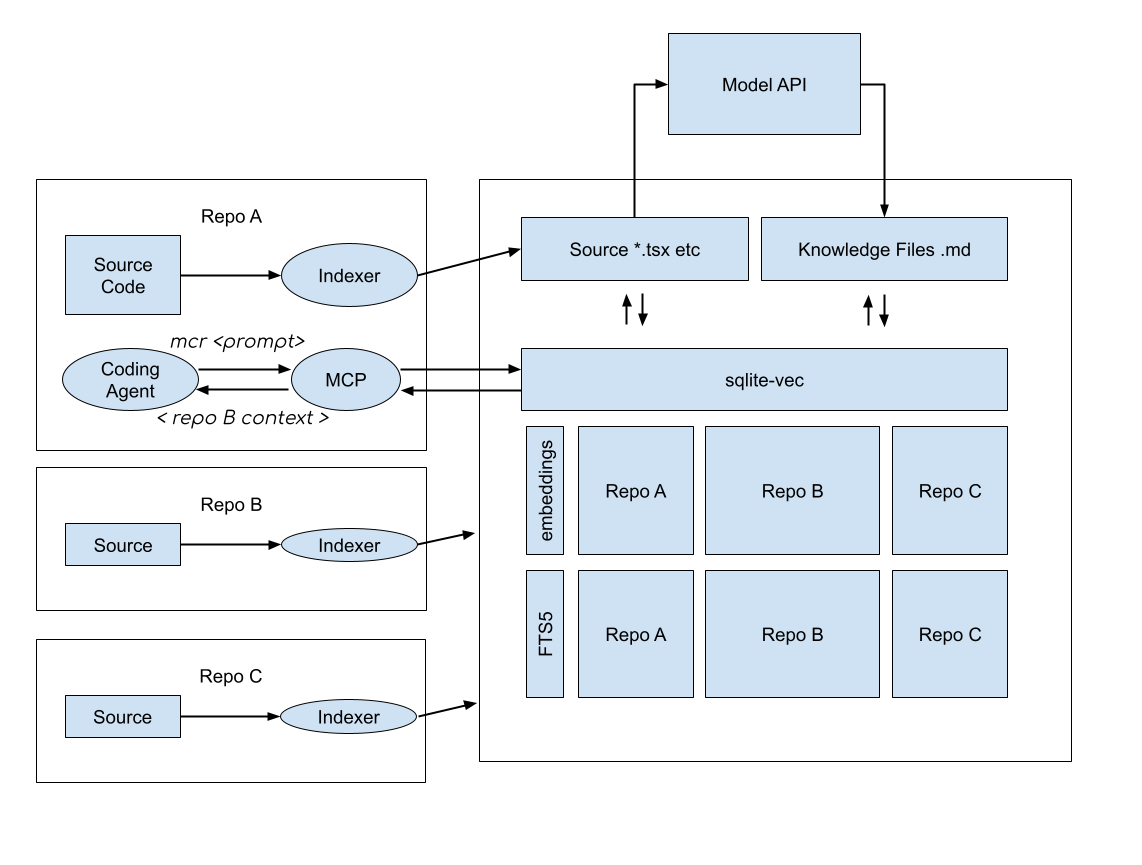 Model API
Repo A
Source
Code
Indexer
Source *.tsx etc
Knowledge Files .md
mcr <prompt>
Coding
Agent
MCP
< repo B context >
sqlite-vec
embeddings
Repo A
Repo B
Repo C
Repo B
Source
Indexer
FTS5
Repo A
Repo B
Repo C
Repo C
Source
Indexer